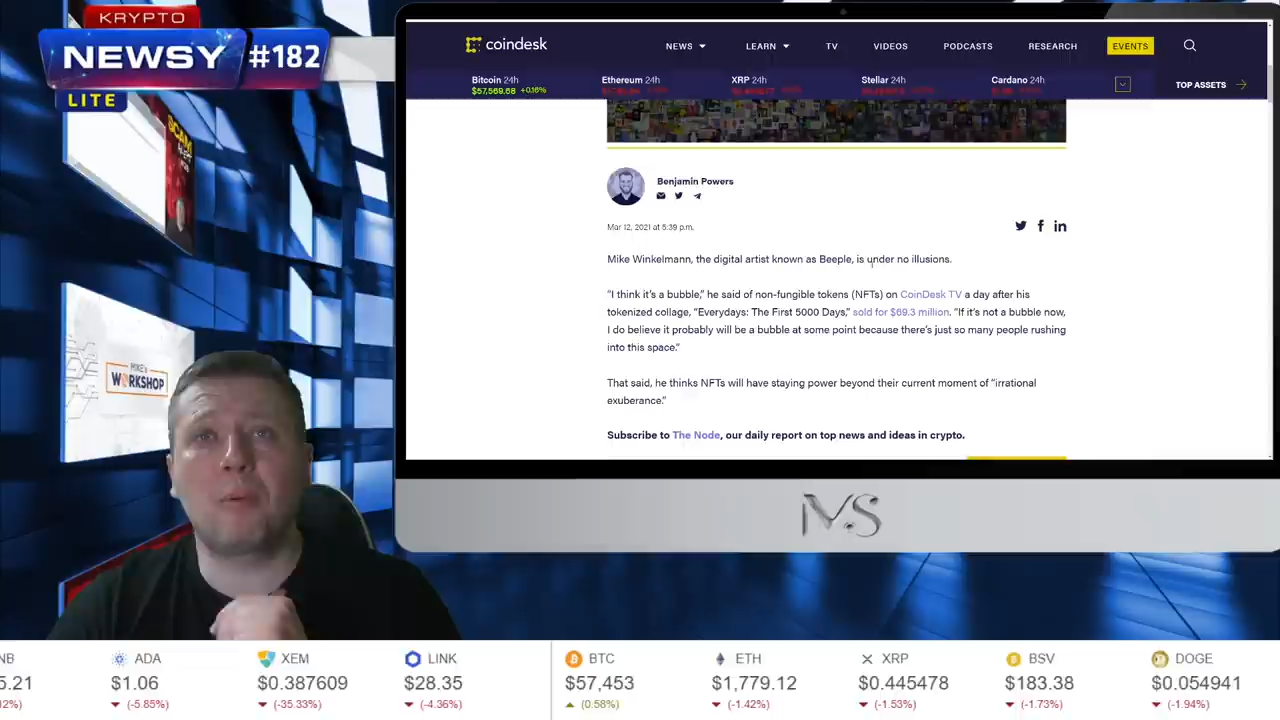 KRYPTO
NEWSY #182
LITE
SCAM
MIKE's
WORKSHOP
coindesk
NEWS
LEARN
TV
VIDEOS
PODCASTS
RESEARCH
EVENTS
Bitcoin 24h
$57,569.68 +0.16%
Ethereum 24h
XRP 24h
Stellar 24h
Cardano 24h
TOP ASSETS
Benjamin Powers
Mar 12, 2021 at 5:39 p.m.
Mike Winkelmann, the digital artist known as Beeple, is under no illusions.
“I think it’s a bubble,” he said of non-fungible tokens (NFTs) on CoinDesk TV a day after his
tokenized collage, “Everydays: The First 5000 Days,” sold for $69.3 million. “If it’s not a bubble now,
I do believe it probably will be a bubble at some point because there’s just so many people rushing
into this space.”
That said, he thinks NFTs will have staying power beyond their current moment of “irrational
exuberance.”
Subscribe to The Node, our daily report on top news and ideas in crypto.
MS
NB
5.21
ADA
$1.06
(-5.85%)
XEM
$0.387609
(-35.33%)
LINK
$28.35
(-4.36%)
BTC
$57,453
(0.58%)
ETH
$1,779.12
(-1.42%)
XRP
$0.445478
(-1.53%)
BSV
$183.38
(-1.73%)
DOGE
$0.054941
(-1.94%)